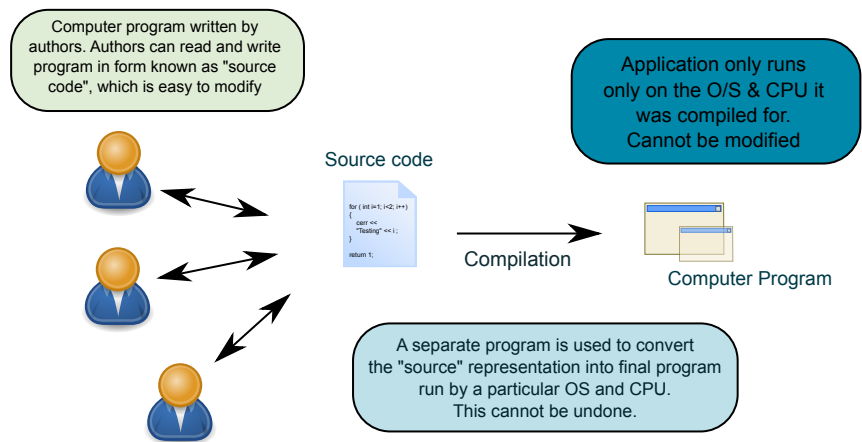 Computer program written by
authors. Authors can read and write
program in form known as "source
code", which is easy to modify
Application only runs
only on the O/S & CPU it
was compiled for.
Cannot be modified
Source code
for ( int i=1; i<2; i++)
{
cerr <<
"Testing" << i ;
}
return 1;
Compilation
Computer Program
A separate program is used to convert
the "source" representation into final program
run by a particular OS and CPU.
This cannot be undone.